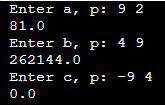 Enter a, p: 9 2
81.0
Enter b, p: 4 9
262144.0
Enter c, p: -9 4
0.0